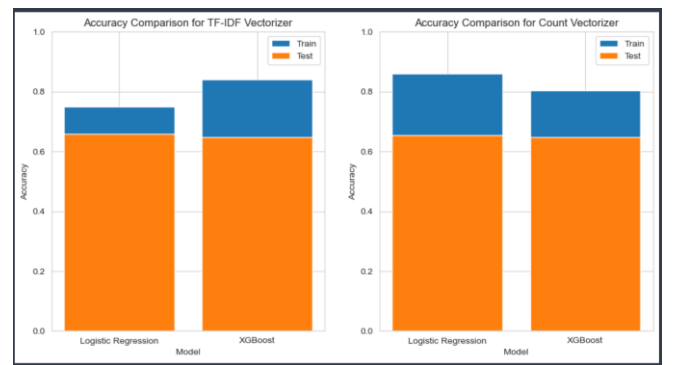 Accuracy Comparison for TF-IDF Vectorizer
1.0
0.8
0.6
0.4
0.2
0.0
Accuracy
Train
Test
Logistic Regression
XGBoost
Model
Accuracy Comparison for Count Vectorizer
1.0
0.8
0.6
0.4
0.2
0.0
Accuracy
Train
Test
Logistic Regression
XGBoost
Model